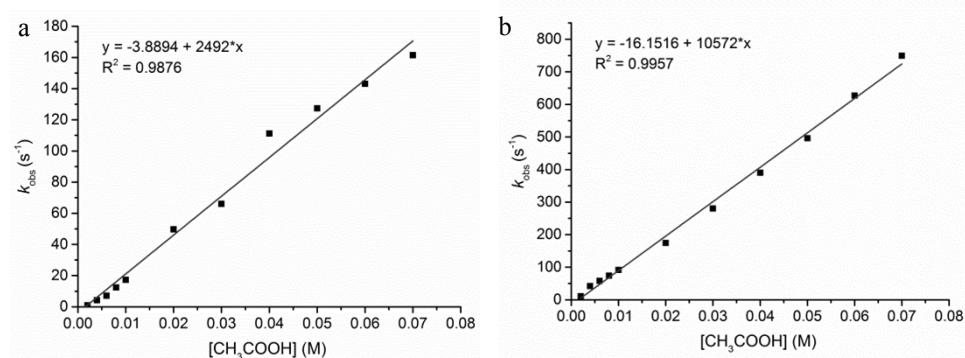 a
y = -3.8894 + 2492*x
R² = 0.9876
180
160
140
120
100
80
60
40
20
0
k_obs (s⁻¹)
0.00 0.01 0.02 0.03 0.04 0.05 0.06 0.07 0.08
[CH₃COOH] (M)
b
y = -16.1516 + 10572*x
R² = 0.9957
800
700
600
500
400
300
200
100
0
k_obs (s⁻¹)
0.00 0.01 0.02 0.03 0.04 0.05 0.06 0.07 0.08
[CH₃COOH] (M)